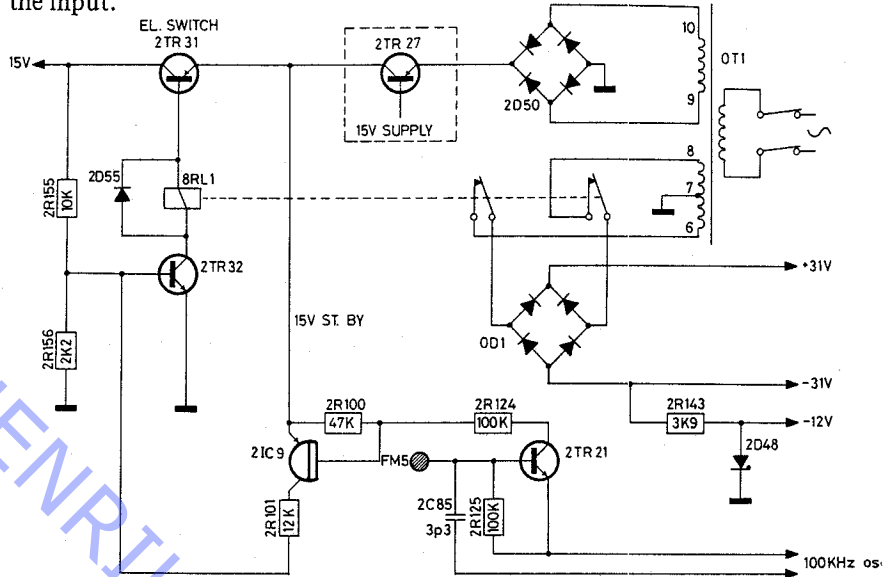 the input.
EL. SWITCH
2TR31
15V
2TR27
15V SUPPLY
2D50
10
9
OT1
8
7
6
2D55
8RL1
2R155
10K
2TR32
2R156
2K2
15V ST. BY
+31V
OD1
-31V
2R143
3K9
-12V
2D48
2R100
47K
2R124
100K
2TR21
2IC9
FM5
2R101
12K
2C85
3p3
2R125
100K
100KHz os